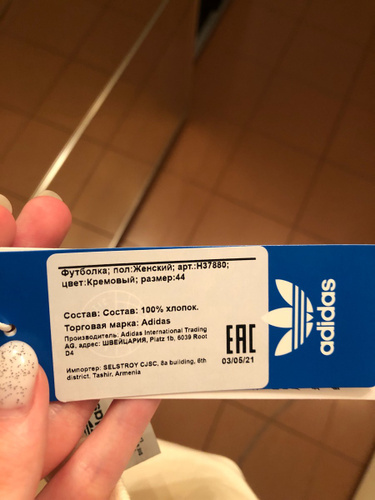 Футболка; пол:Женский; арт.:H37880;
цвет:Кремовый; размер:44
Состав: Состав: 100% хлопок.
Торговая марка: Adidas
Производитель: Adidas International Trading
AG. адрес: ШВЕЙЦАРИЯ, Platz 1b, 6039 Root
D4
Импортер: SELSTROY CJSC, 8a building, 6th
district, Tashir, Armenia
EAC
03/05/21
adidas